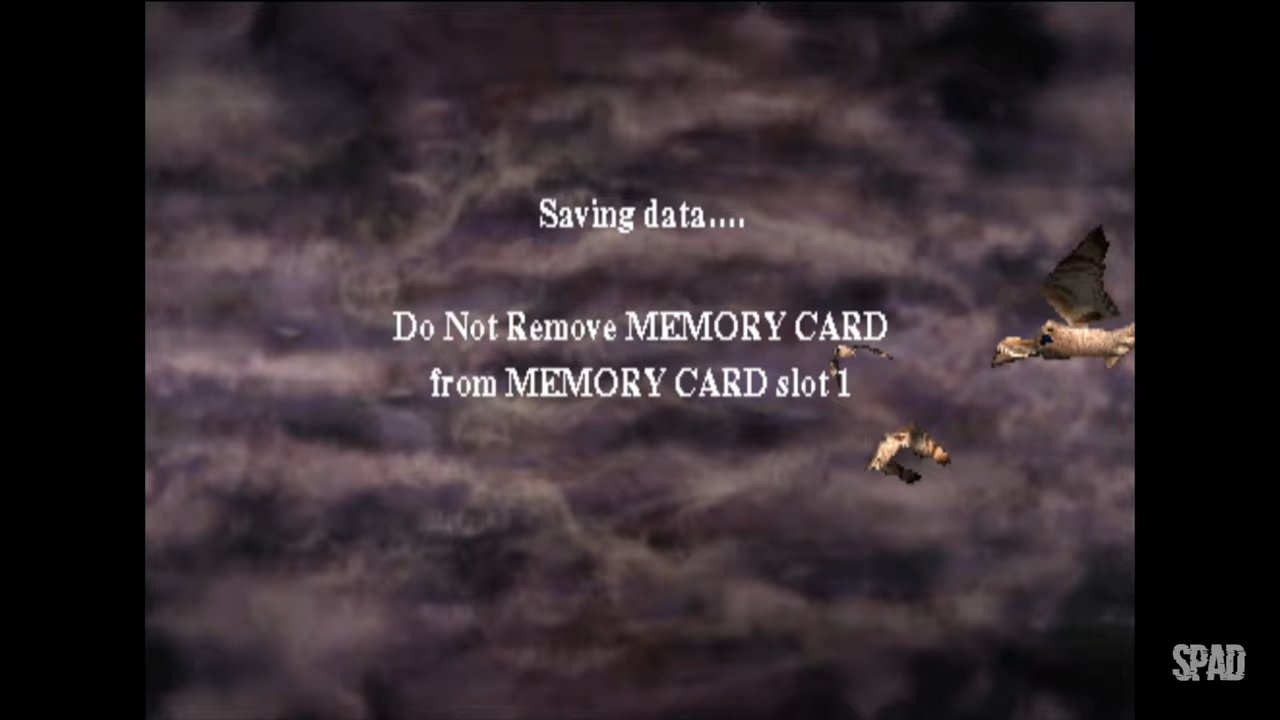 Saving data....
Do Not Remove MEMORY CARD
from MEMORY CARD slot 1
SPAD